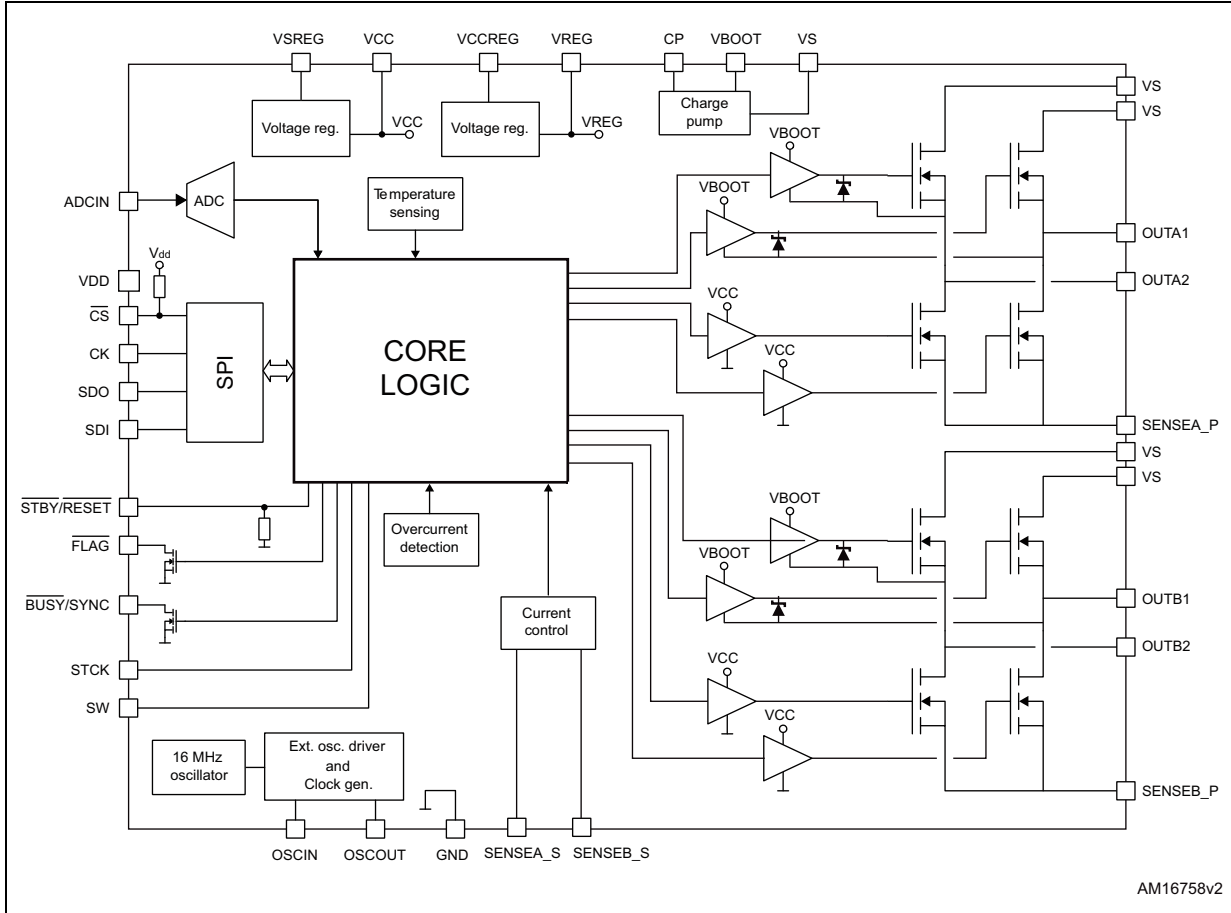 VSREG VCC VCCREG VREG CP VBOOT VS
VS
VS
Voltage reg.
VCC
Voltage reg.
VREG
Charge
pump
VBOOT
ADCIN
ADC
Temperature
sensing
VBOOT
OUTA1
Vdd
VDD
OUTA2
CS
CK
SDO
SDI
SPI
CORE
LOGIC
VCC
VCC
SENSEA_P
VS
VS
STBY/RESET
FLAG
BUSY/SYNC
STCK
SW
Overcurrent
detection
Current
control
VBOOT
VBOOT
OUTB1
OUTB2
VCC
VCC
16 MHz
oscillator
Ext. osc. driver
and
Clock gen.
SENSEB_P
OSCIN OSCOUT GND SENSEA_S SENSEB_S
AM16758v2